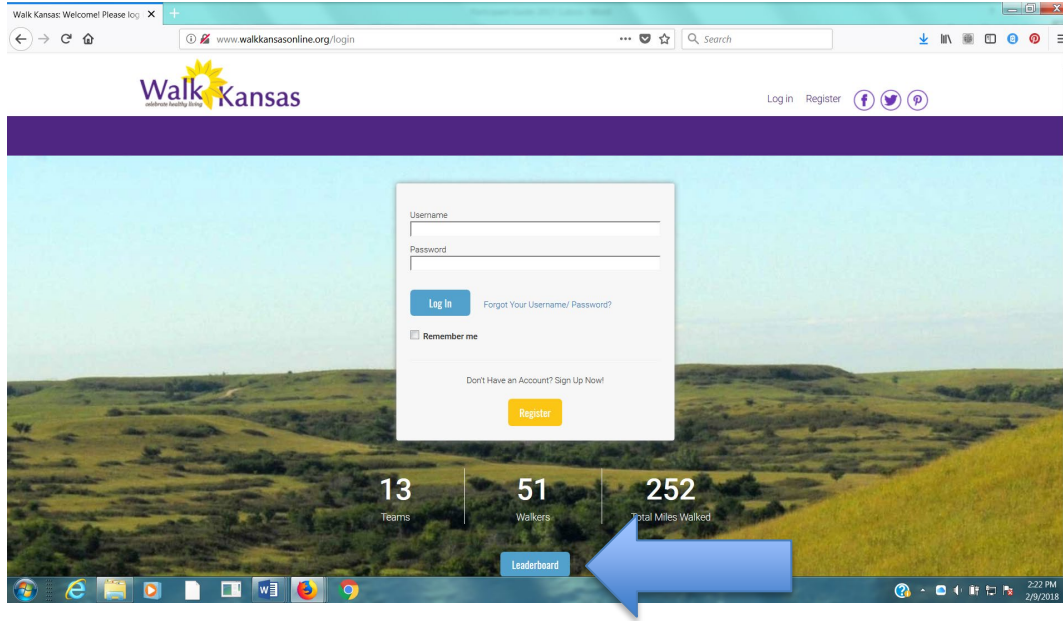 Walk Kansas: Welcome! Please log
www.walkkansasonline.org/login
Search
Walk Kansas
celebrate healthy living
Log in Register
Username
Password
Log In Forgot Your Username/ Password?
Remember me
Don't Have an Account? Sign Up Now!
Register
13 51 252
Teams Walkers Total Miles Walked
Leaderboard
2:22 PM
2/9/2018